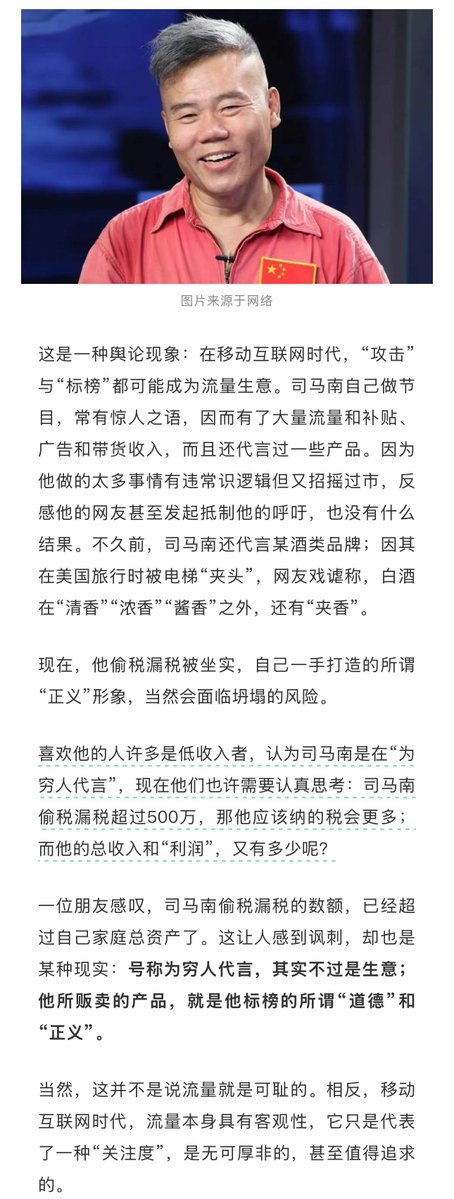 图片来源于网络
这是一种舆论现象：在移动互联网时代，“攻击”
与“标榜”都可能成为流量生意。司马南自己做节
目，常有惊人之语，因而有了大量流量和补贴、
广告和带货收入，而且还代言过一些产品。因为
他做的太多事情有违常识逻辑但又招摇过市，反
感他的网友甚至发起抵制他的呼吁，也没有什么
结果。不久前，司马南还代言某酒类品牌；因其
在美国旅行时被电梯“夹头”，网友戏谑称，白酒
在“清香”“浓香”“酱香”之外，还有“夹香”。
现在，他偷税漏税被坐实，自己一手打造的所谓
“正义”形象，当然会面临坍塌的风险。
喜欢他的人许多是低收入者，认为司马南是在“为
穷人代言”，现在他们也许需要认真思考：司马南
偷税漏税超过500万，那他应该纳的税会更多；
而他的总收入和“利润”，又有多少呢？
一位朋友感叹，司马南偷税漏税的数额，已经超
过自己家庭总资产了。这让人感到讽刺，却也是
某种现实：号称为穷人代言，其实不过是生意；
他所贩卖的产品，就是他标榜的所谓“道德”和
“正义”。
当然，这并不是说流量就是可耻的。相反，移动
互联网时代，流量本身具有客观性，它只是代表
了一种“关注度”，是无可厚非的，甚至值得追求
的。